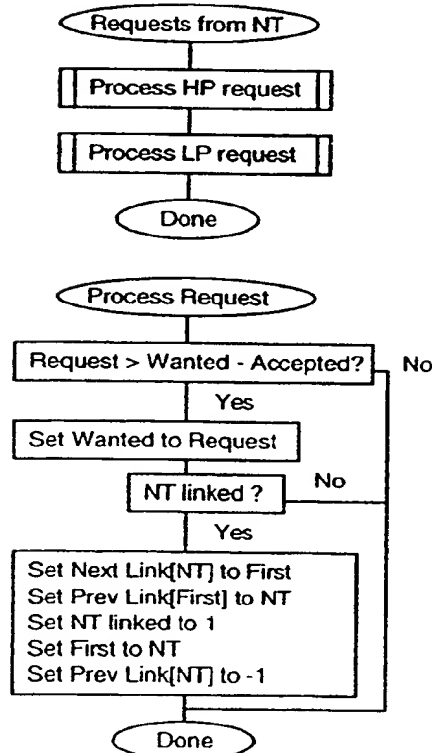 Requests from NT
Process HP request
Process LP request
Done
Process Request
Request > Wanted - Accepted?
No
Yes
Set Wanted to Request
NT linked ?
No
Yes
Set Next Link[NT] to First
Set Prev Link[First] to NT
Set NT linked to 1
Set First to NT
Set Prev Link[NT] to -1
Done